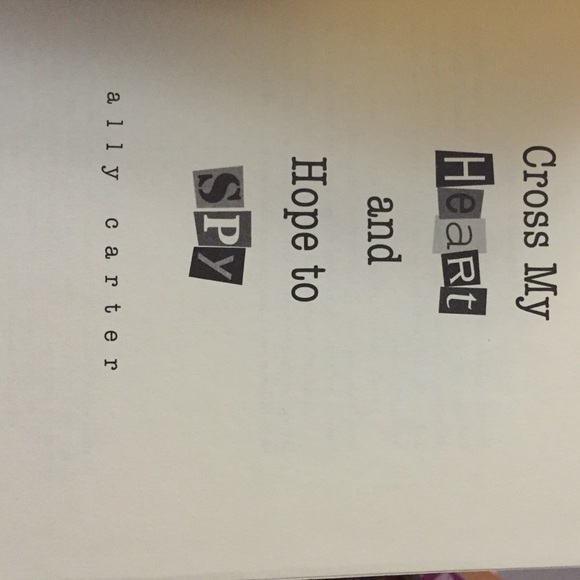 Cross My
HeaRt
and
Hope to
SPy
ally carter